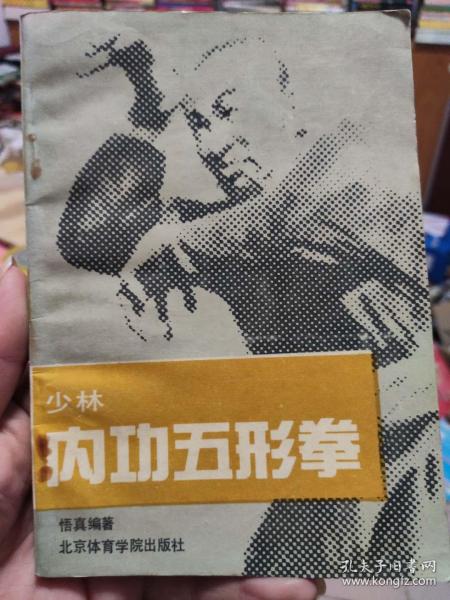 少林
内功五形拳
悟真编著
北京体育学院出版社
孔夫子旧书网
www.kongfz.com